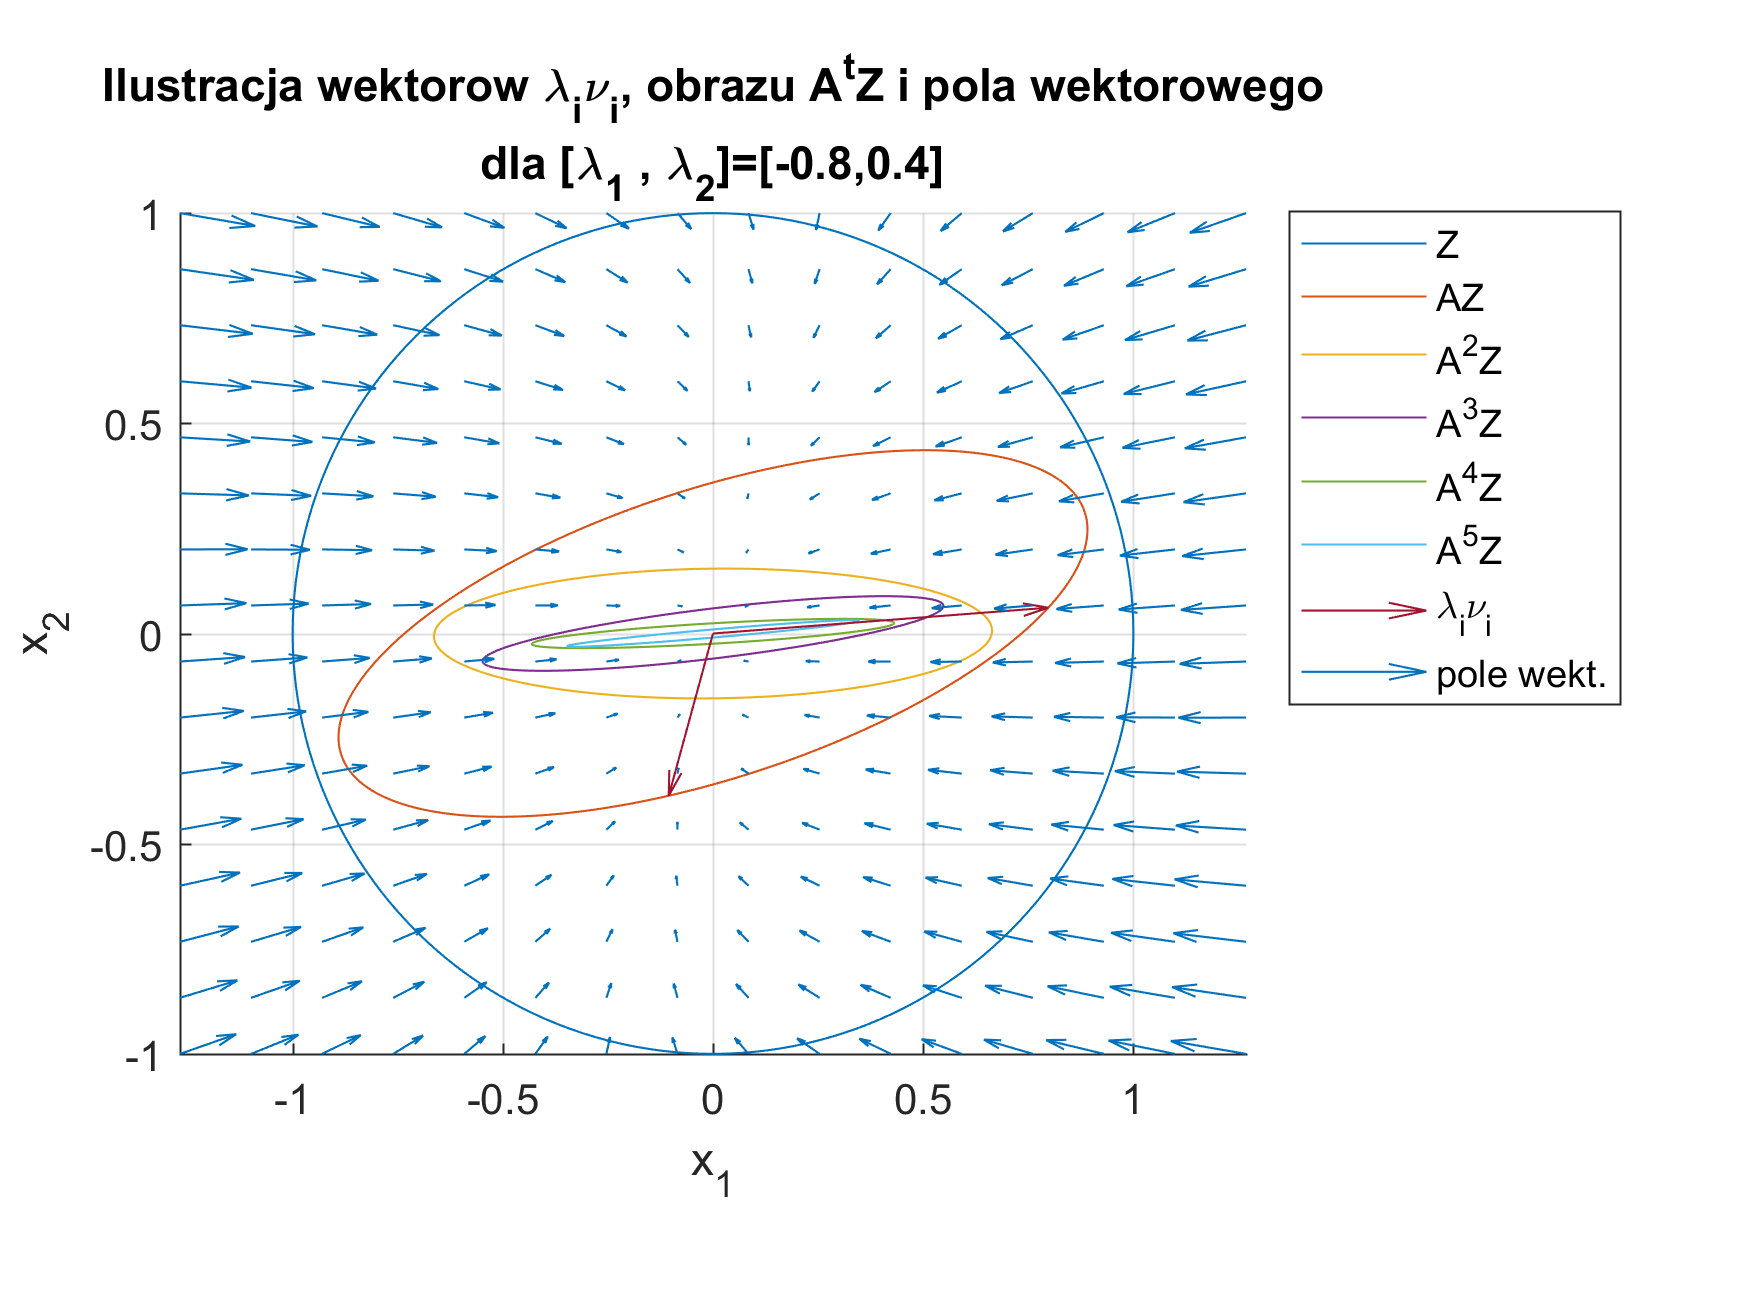 Ilustracja wektorow λᵢνᵢ, obrazu AᵗZ i pola wektorowego
dla [λ₁ , λ₂]=[-0.8,0.4]
1
0.5
0
-0.5
-1
x₂
-1
-0.5
0
0.5
1
x₁
Z
AZ
A²Z
A³Z
A⁴Z
A⁵Z
λᵢνᵢ
pole wekt.